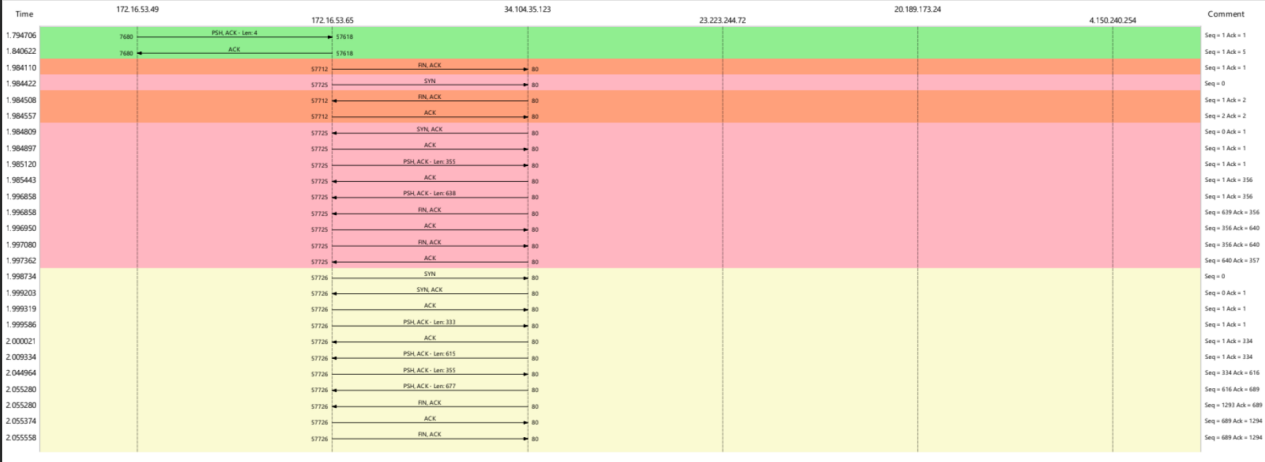 Time 172.16.53.49 172.16.53.65 34.104.35.123 23.223.244.72 20.189.173.24 4.150.240.254 Comment
1.794706 7680 PSH, ACK - Len: 4 57618 Seq = 1 Ack = 1
1.840622 7680 ACK 57618 Seq = 1 Ack = 5
1.984110 57712 FIN, ACK 80 Seq = 1 Ack = 1
1.984422 57725 SYN 80 Seq = 0
1.984508 57712 FIN, ACK 80 Seq = 1 Ack = 2
1.984557 57712 ACK 80 Seq = 2 Ack = 2
1.984809 57725 SYN, ACK 80 Seq = 0 Ack = 1
1.984897 57725 ACK 80 Seq = 1 Ack = 1
1.985120 57725 PSH, ACK - Len: 355 80 Seq = 1 Ack = 1
1.985443 57725 ACK 80 Seq = 1 Ack = 356
1.996858 57725 PSH, ACK - Len: 638 80 Seq = 1 Ack = 356
1.996858 57725 FIN, ACK 80 Seq = 639 Ack = 356
1.996950 57725 ACK 80 Seq = 356 Ack = 640
1.997080 57725 FIN, ACK 80 Seq = 356 Ack = 640
1.997362 57725 ACK 80 Seq = 640 Ack = 357
1.998734 57726 SYN 80 Seq = 0
1.999203 57726 SYN, ACK 80 Seq = 0 Ack = 1
1.999319 57726 ACK 80 Seq = 1 Ack = 1
1.999586 57726 PSH, ACK - Len: 333 80 Seq = 1 Ack = 1
2.000021 57726 ACK 80 Seq = 1 Ack = 334
2.009334 57726 PSH, ACK - Len: 615 80 Seq = 1 Ack = 334
2.044964 57726 PSH, ACK - Len: 355 80 Seq = 334 Ack = 616
2.055280 57726 PSH, ACK - Len: 677 80 Seq = 616 Ack = 689
2.055280 57726 FIN, ACK 80 Seq = 1293 Ack = 689
2.055374 57726 ACK 80 Seq = 689 Ack = 1294
2.055558 57726 FIN, ACK 80 Seq = 689 Ack = 1294